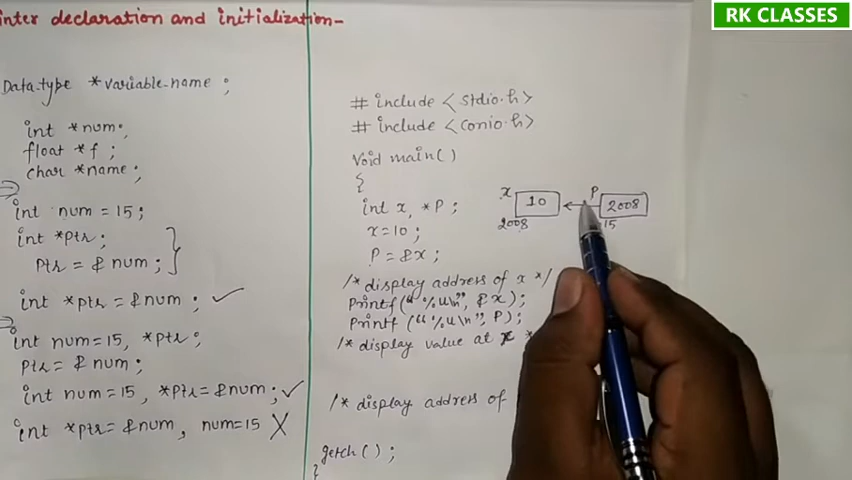 RK CLASSES
inter declaration and initialization-
Data-type *variable-name ;
int *num;
float *f ;
char *name;
int num = 15;
int *ptr;
ptr = & num ;
int *ptr = & num ;
int num=15, *ptr;
ptr = & num;
int num=15, *ptr=&num;
int *ptr=&num, num=15 X
# include <stdio.h>
# include <conio.h>
void main()
{
int x, *P ;
x=10 ;
P = &x ;
/*display address of x */
printf("%u\n", &x);
printf("%u\n", P);
/* display value at x *
/* display address of
getch() ;
}
x 10 2008
P 2008 15